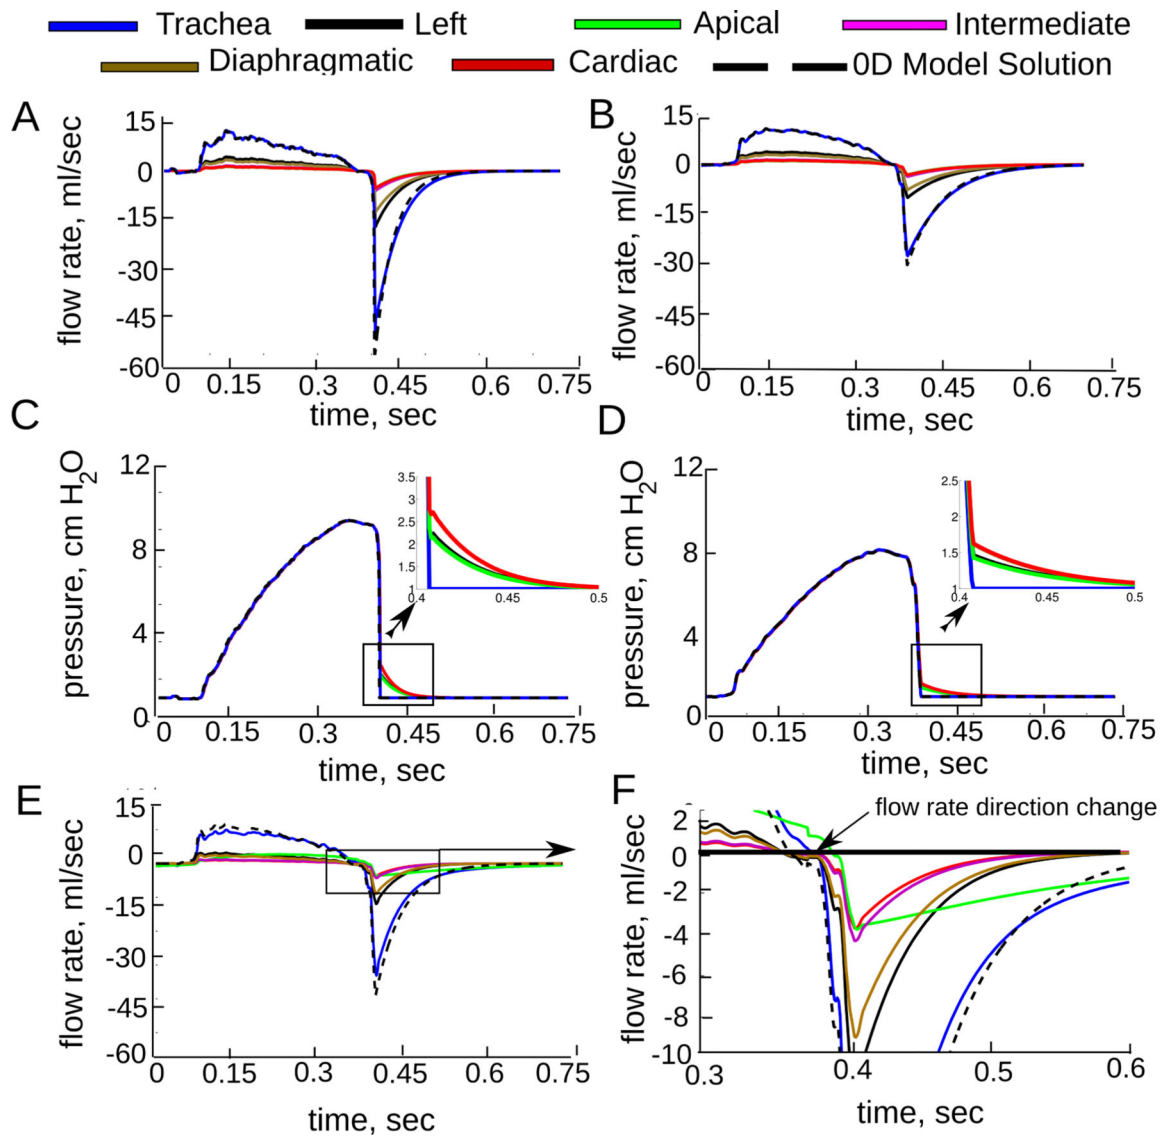 Trachea Left Apical Intermediate
Diaphragmatic Cardiac 0D Model Solution
A
flow rate, ml/sec
15
0
-15
-30
-45
-60
0 0.15 0.3 0.45 0.6 0.75
time, sec
B
flow rate, ml/sec
15
0
-15
-30
-45
-60
0 0.15 0.3 0.45 0.6 0.75
time, sec
C
pressure, cm H2O
12
8
4
0
0 0.15 0.3 0.45 0.6 0.75
time, sec
3.5
3
2.5
2
1.5
1
0.4 0.45 0.5
D
pressure, cm H2O
12
8
4
0
0 0.15 0.3 0.45 0.6 0.75
time, sec
2.5
2
1.5
1
0.4 0.45 0.5
E
flow rate, ml/sec
15
0
-15
-30
-45
-60
0 0.15 0.3 0.45 0.6 0.75
time, sec
F
flow rate direction change
flow rate, ml/sec
2
0
-2
-4
-6
-8
-10
0.3 0.4 0.5 0.6
time, sec